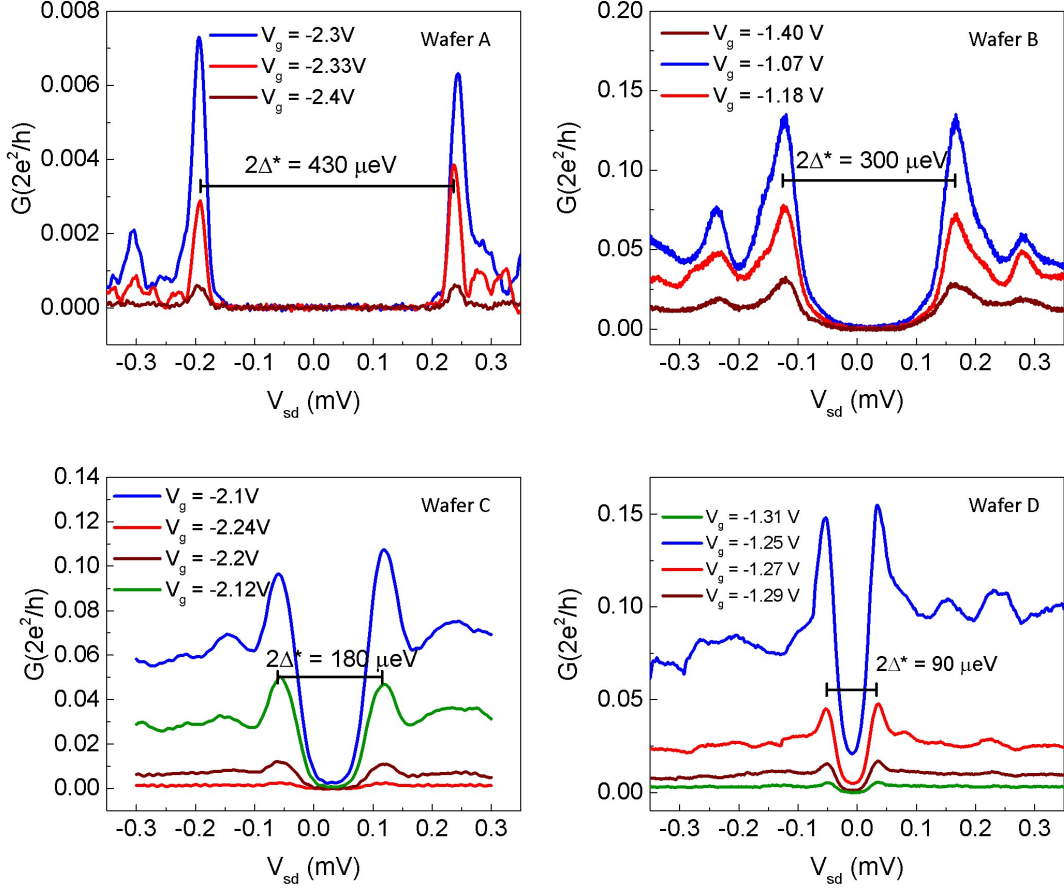 Wafer A
V_g = -2.3V
V_g = -2.33V
V_g = -2.4V
2Δ* = 430 µeV
G(2e²/h)
0.008
0.006
0.004
0.002
0.000
-0.3 -0.2 -0.1 0.0 0.1 0.2 0.3
V_sd (mV)
Wafer B
V_g = -1.40 V
V_g = -1.07 V
V_g = -1.18 V
2Δ* = 300 µeV
G(2e²/h)
0.20
0.15
0.10
0.05
0.00
-0.3 -0.2 -0.1 0.0 0.1 0.2 0.3
V_sd (mV)
Wafer C
V_g = -2.1V
V_g = -2.24V
V_g = -2.2V
V_g = -2.12V
2Δ* = 180 µeV
G(2e²/h)
0.14
0.12
0.10
0.08
0.06
0.04
0.02
0.00
-0.3 -0.2 -0.1 0.0 0.1 0.2 0.3
V_sd (mV)
Wafer D
V_g = -1.31 V
V_g = -1.25 V
V_g = -1.27 V
V_g = -1.29 V
2Δ* = 90 µeV
G(2e²/h)
0.15
0.10
0.05
0.00
-0.3 -0.2 -0.1 0.0 0.1 0.2 0.3
V_sd (mV)